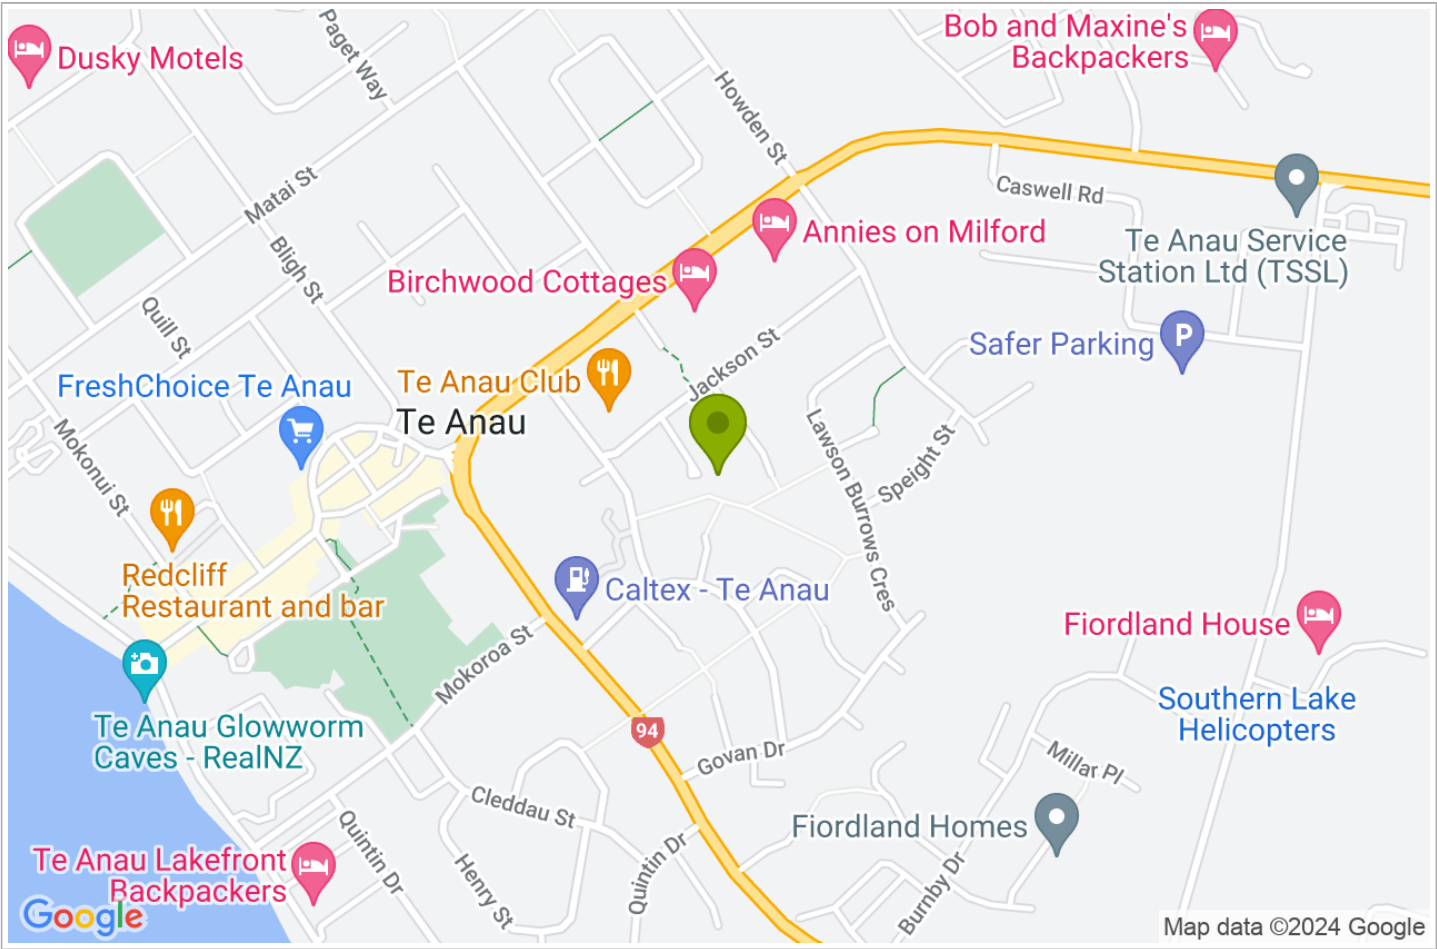 Bob and Maxine's
Backpackers
Dusky Motels
Paget Way
Howden St
Matai St
Caswell Rd
Annies on Milford
Te Anau Service
Station Ltd (TSSL)
Bligh St
Birchwood Cottages
Quill St
Safer Parking
P
Jackson St
FreshChoice Te Anau
Te Anau Club
Te Anau
Mokonui St
Lawson Burrows Cres
Speight St
Redcliff
Restaurant and bar
Caltex - Te Anau
Fiordland House
Mokoroa St
Te Anau Glowworm
Caves - RealNZ
94
Southern Lake
Helicopters
Govan Dr
Millar Pl
Cleddau St
Fiordland Homes
Quintin Dr
Te Anau Lakefront
Backpackers
Henry St
Quintin Dr
Burnby Dr
Google
Map data ©2024 Google